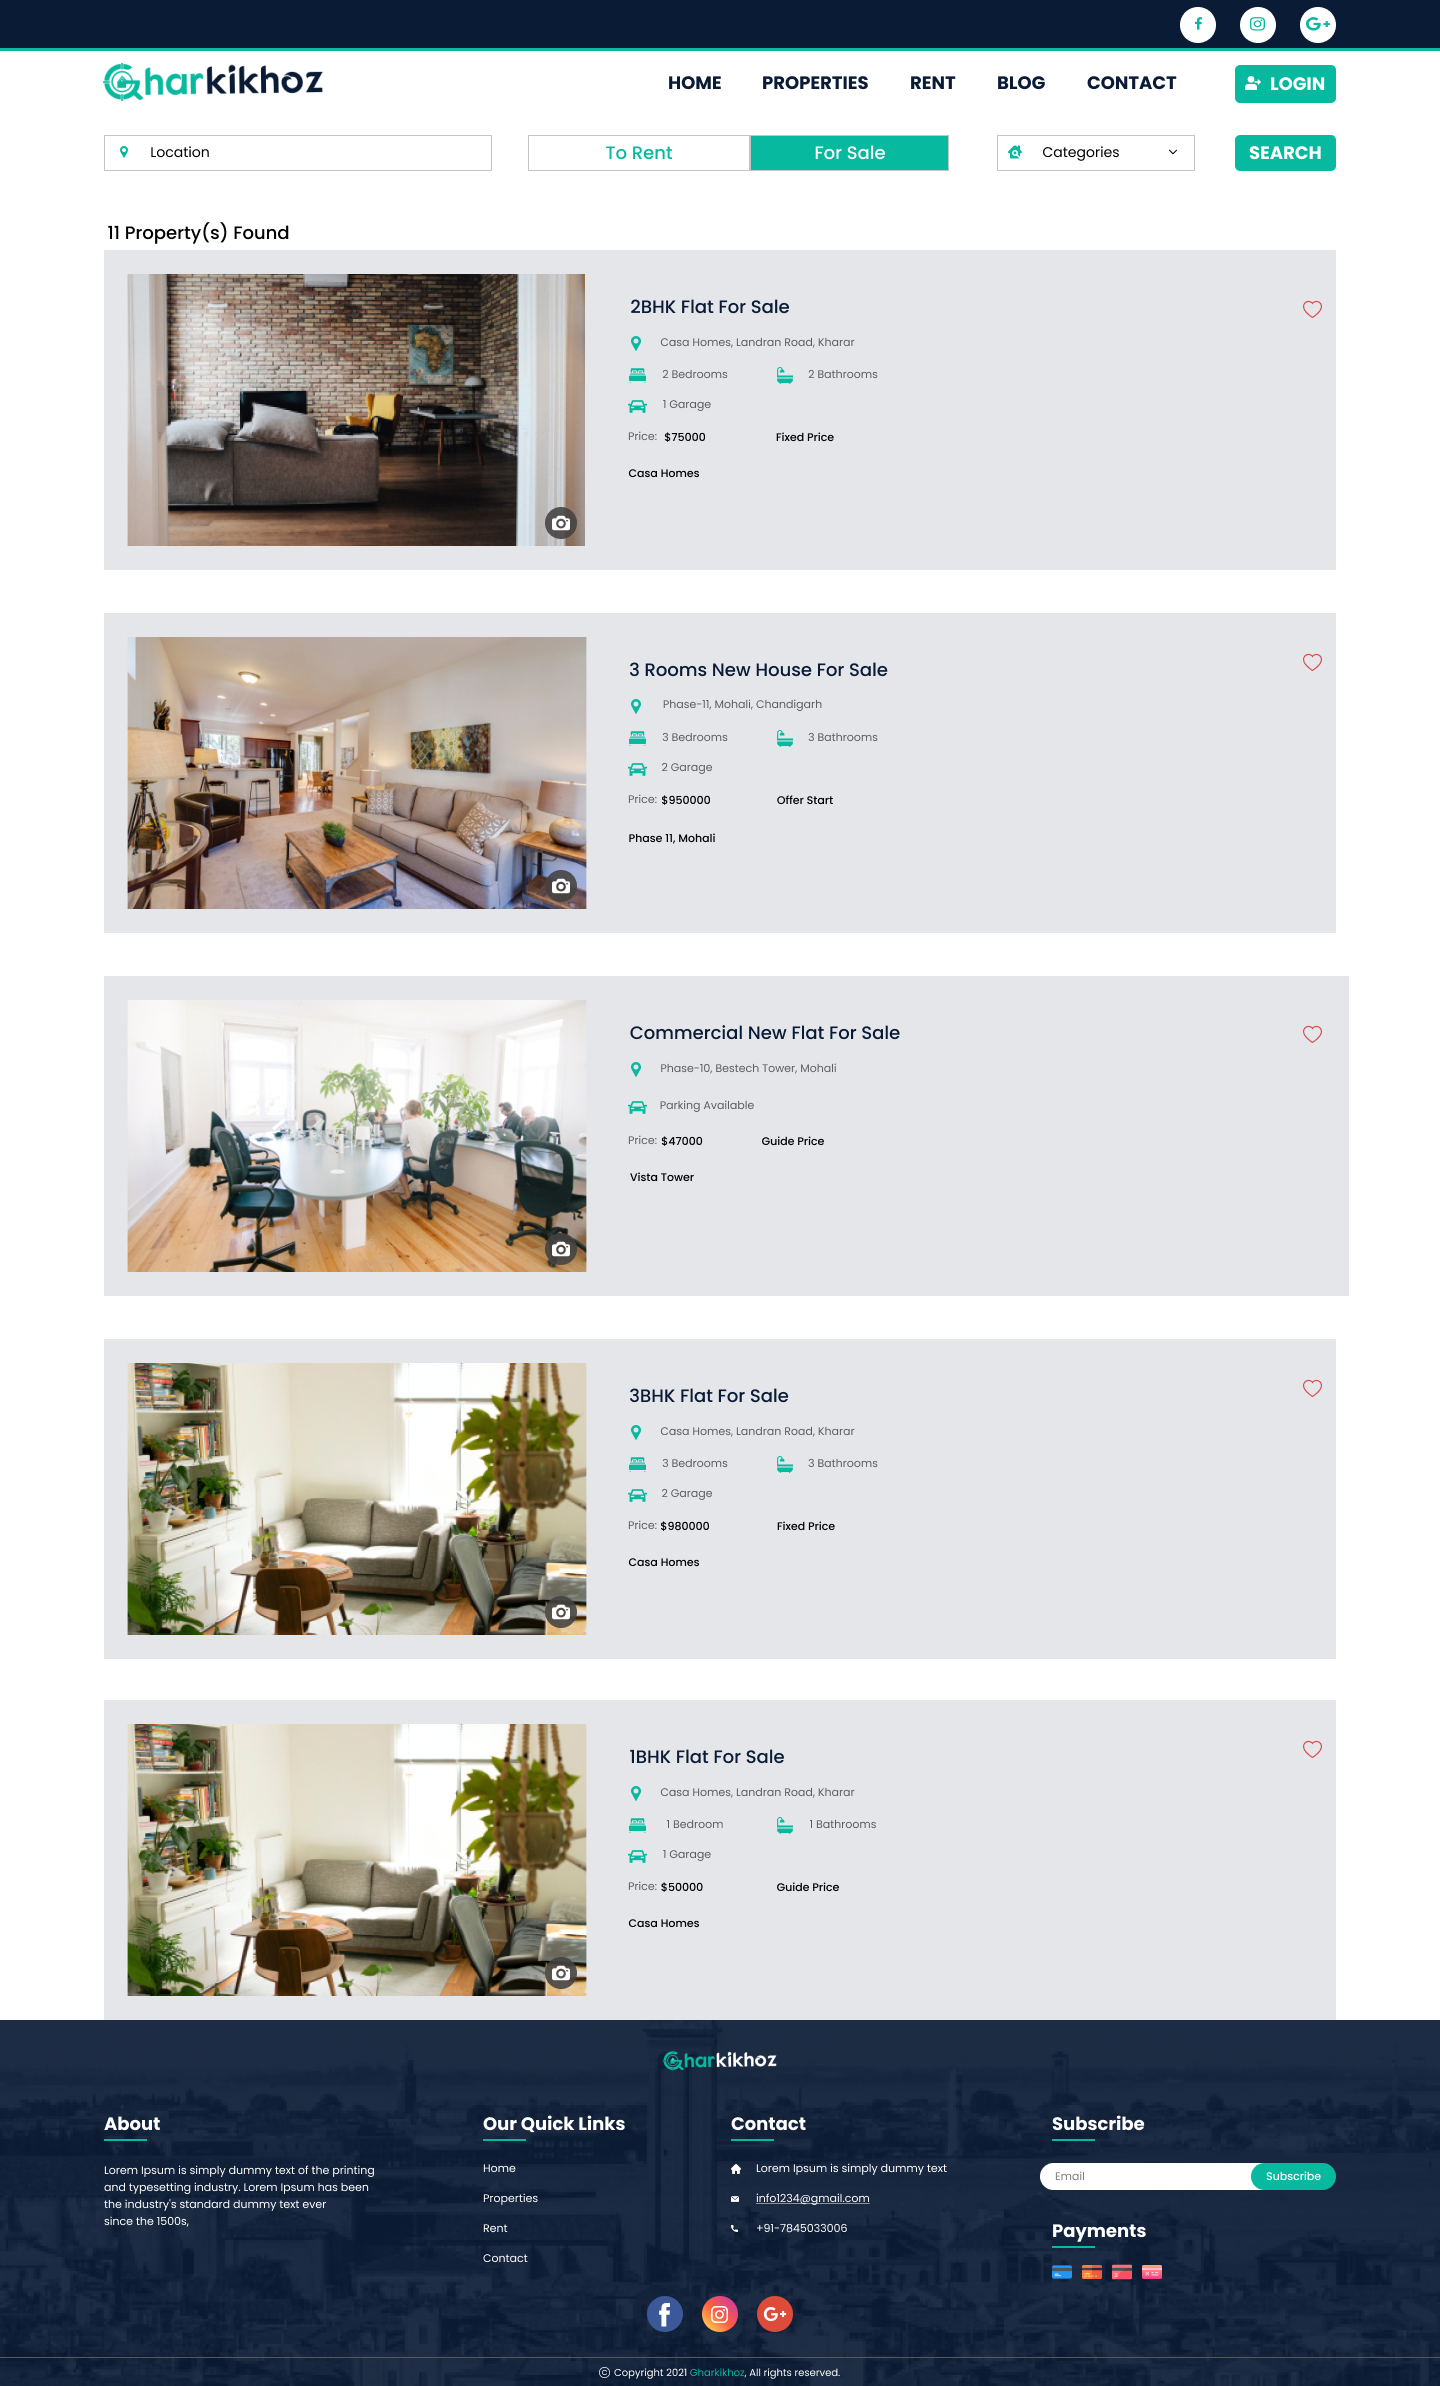 Gharkikhoz
HOME PROPERTIES RENT BLOG CONTACT LOGIN
Location To Rent For Sale Categories SEARCH
11 Property(s) Found
2BHK Flat For Sale
Casa Homes, Landran Road, Kharar
2 Bedrooms 2 Bathrooms
1 Garage
Price: $75000 Fixed Price
Casa Homes
3 Rooms New House For Sale
Phase-11, Mohali, Chandigarh
3 Bedrooms 3 Bathrooms
2 Garage
Price: $950000 Offer Start
Phase 11, Mohali
Commercial New Flat For Sale
Phase-10, Bestech Tower, Mohali
Parking Available
Price: $47000 Guide Price
Vista Tower
3BHK Flat For Sale
Casa Homes, Landran Road, Kharar
3 Bedrooms 3 Bathrooms
2 Garage
Price: $980000 Fixed Price
Casa Homes
1BHK Flat For Sale
Casa Homes, Landran Road, Kharar
1 Bedroom 1 Bathrooms
1 Garage
Price: $50000 Guide Price
Casa Homes
Gharkikhoz
About
Lorem Ipsum is simply dummy text of the printing
and typesetting industry. Lorem Ipsum has been
the industry's standard dummy text ever
since the 1500s,
Our Quick Links
Home
Properties
Rent
Contact
Contact
Lorem Ipsum is simply dummy text
info1234@gmail.com
+91-7845033006
Subscribe
Email Subscribe
Payments
© Copyright 2021 Gharkikhoz, All rights reserved.